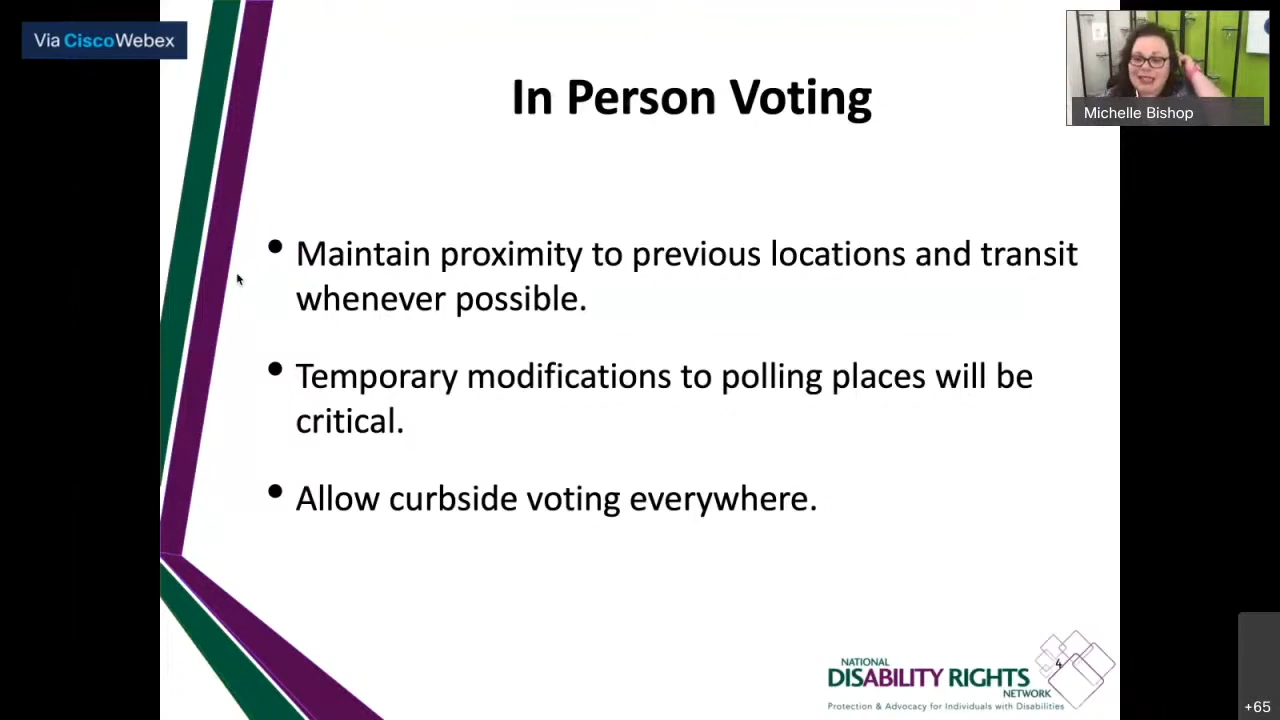 Via CiscoWebex
In Person Voting
Michelle Bishop
• Maintain proximity to previous locations and transit
whenever possible.
• Temporary modifications to polling places will be
critical.
• Allow curbside voting everywhere.
NATIONAL
DISABILITY RIGHTS
NETWORK
Protection & Advocacy for Individuals with Disabilities
4
+65